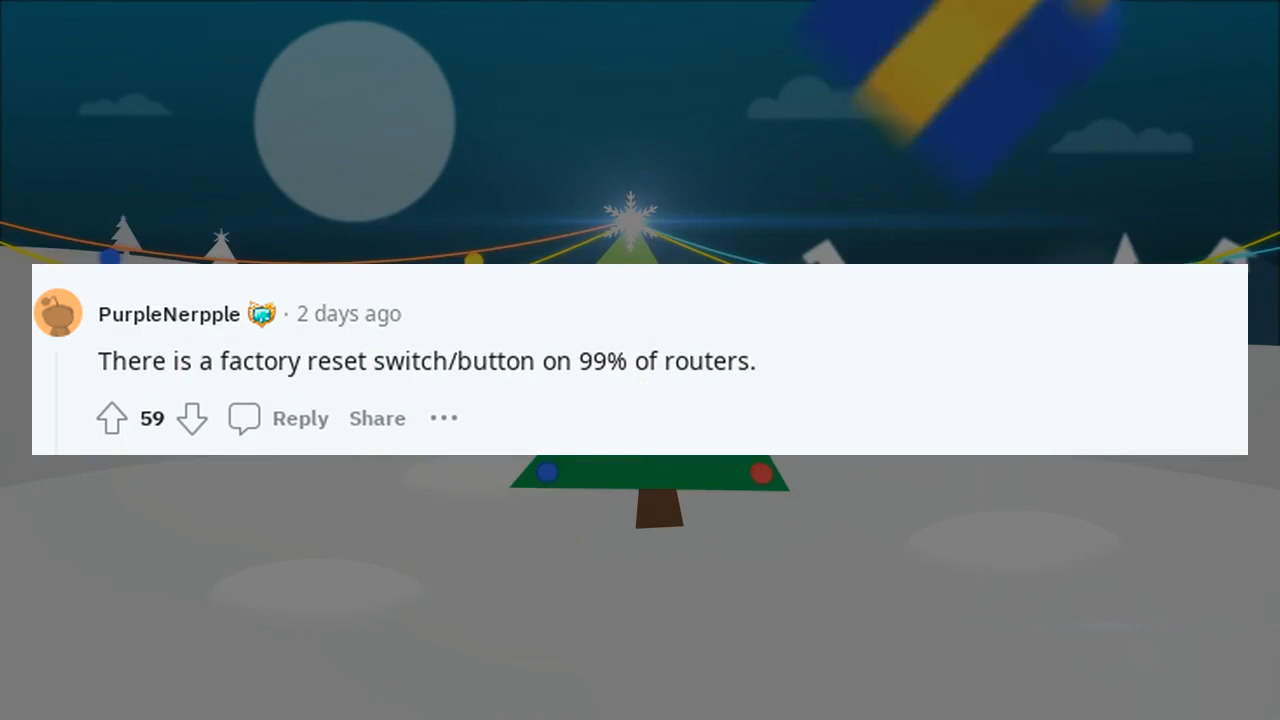 PurpleNerpple · 2 days ago
There is a factory reset switch/button on 99% of routers.
59 Reply Share ···